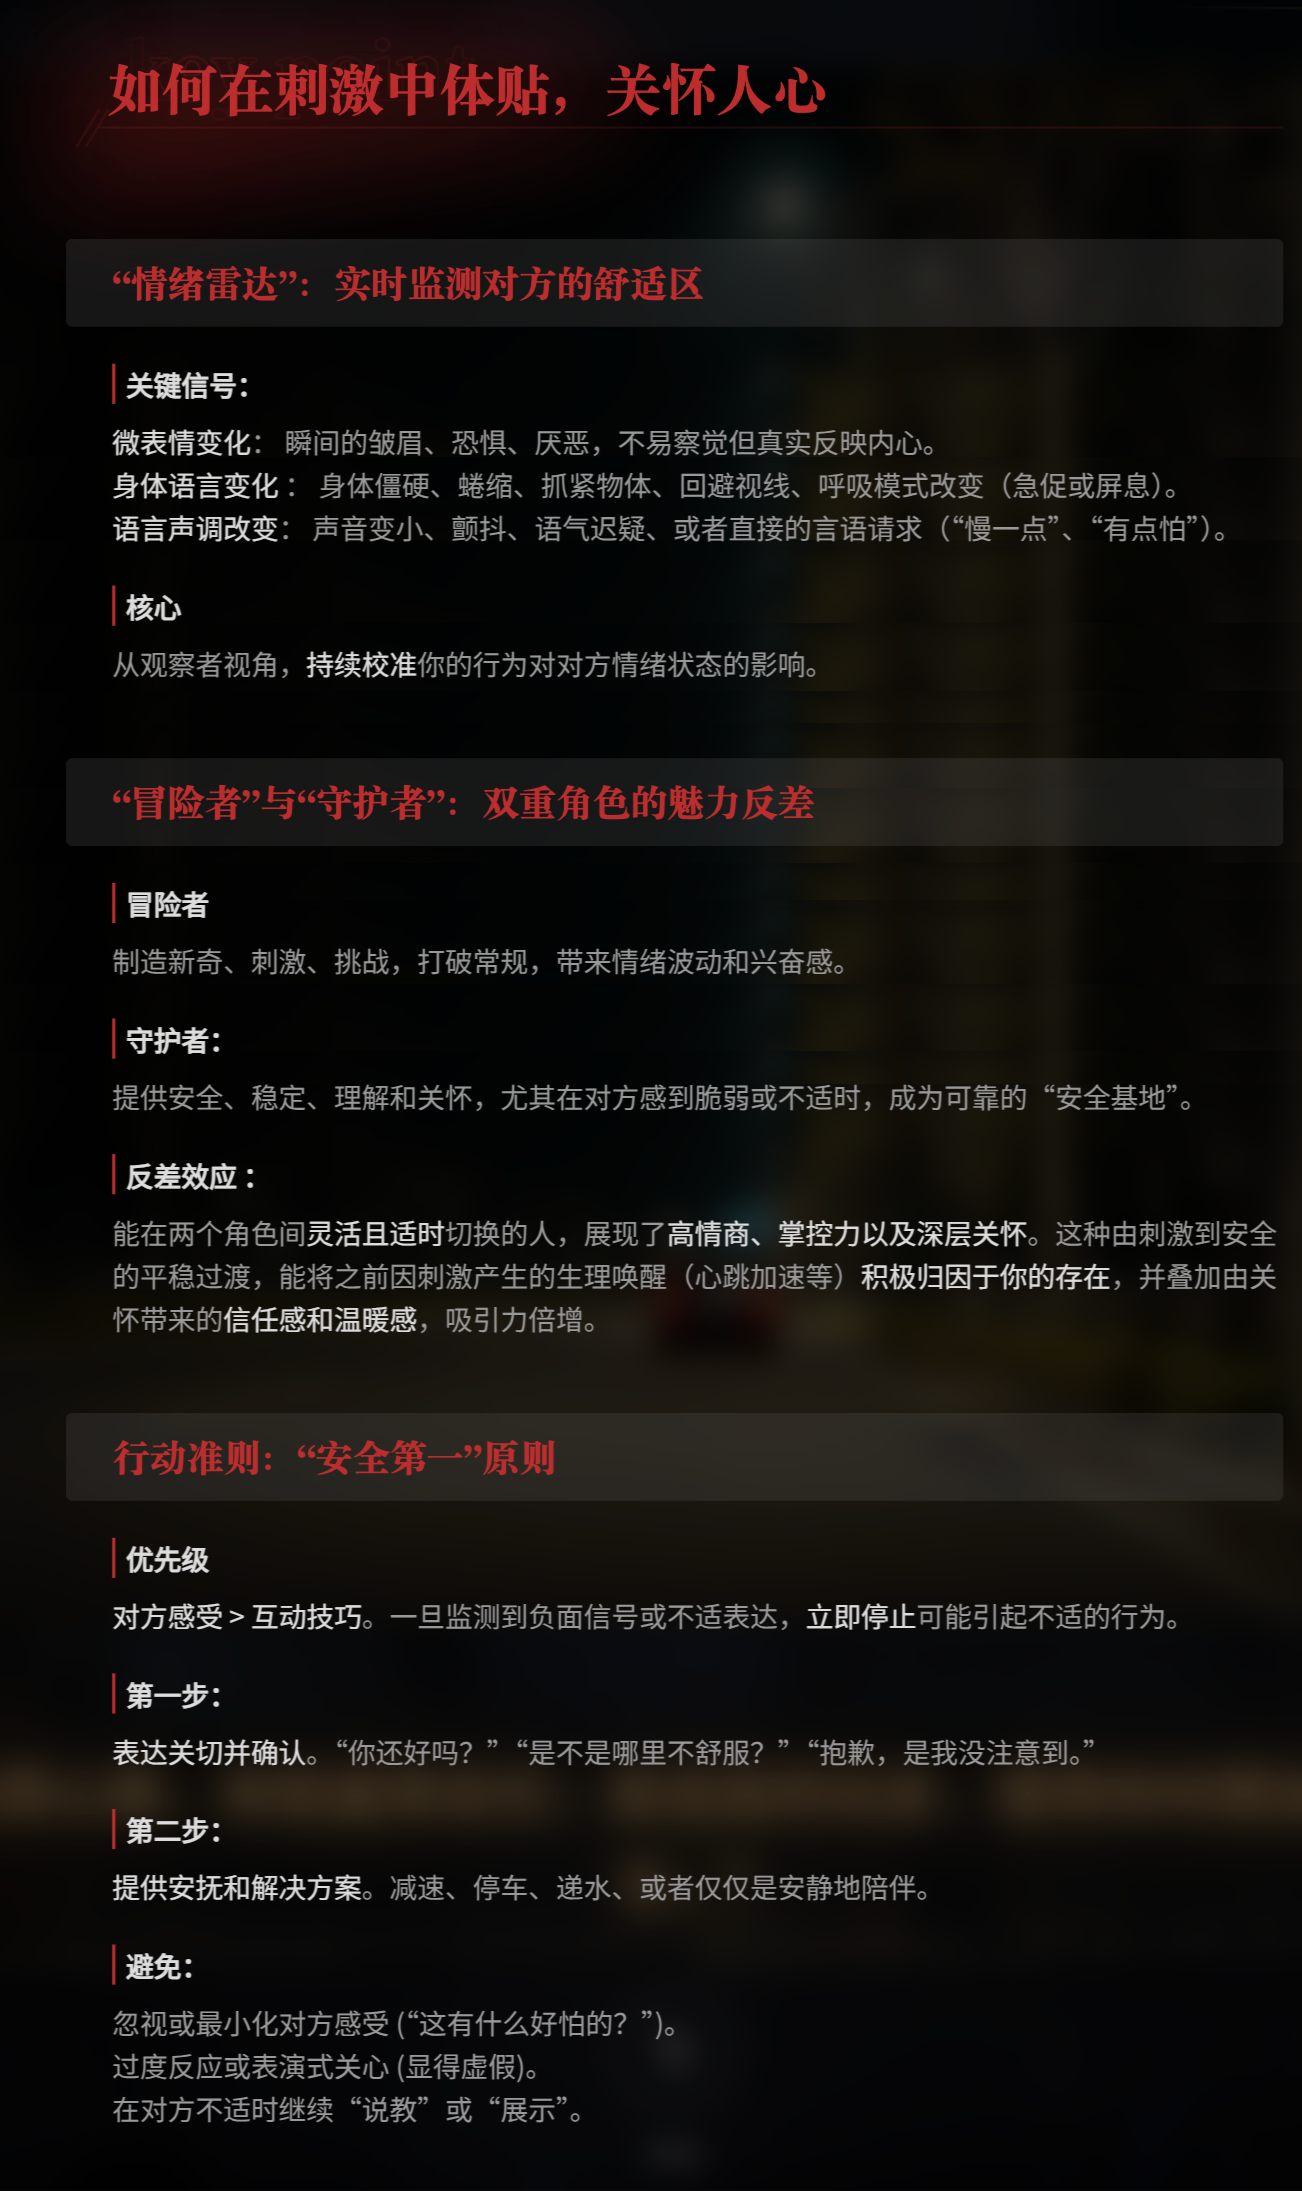 如何在刺激中体贴，关怀人心
“情绪雷达”：实时监测对方的舒适区
关键信号：
微表情变化： 瞬间的皱眉、恐惧、厌恶，不易察觉但真实反映内心。
身体语言变化 ： 身体僵硬、蜷缩、抓紧物体、回避视线、呼吸模式改变（急促或屏息）。
语言声调改变： 声音变小、颤抖、语气迟疑、或者直接的言语请求（“慢一点”、“有点怕”）。
核心
从观察者视角，持续校准你的行为对对方情绪状态的影响。
“冒险者”与“守护者”：双重角色的魅力反差
冒险者
制造新奇、刺激、挑战，打破常规，带来情绪波动和兴奋感。
守护者：
提供安全、稳定、理解和关怀，尤其在对方感到脆弱或不适时，成为可靠的“安全基地”。
反差效应 ：
能在两个角色间灵活且适时切换的人，展现了高情商、掌控力以及深层关怀。这种由刺激到安全
的平稳过渡，能将之前因刺激产生的生理唤醒（心跳加速等）积极归因于你的存在，并叠加由关
怀带来的信任感和温暖感，吸引力倍增。
行动准则：“安全第一”原则
优先级
对方感受 > 互动技巧。一旦监测到负面信号或不适表达，立即停止可能引起不适的行为。
第一步：
表达关切并确认。“你还好吗？”“是不是哪里不舒服？”“抱歉，是我没注意到。”
第二步：
提供安抚和解决方案。减速、停车、递水、或者仅仅是安静地陪伴。
避免：
忽视或最小化对方感受 (“这有什么好怕的？”)。
过度反应或表演式关心 (显得虚假)。
在对方不适时继续“说教”或“展示”。